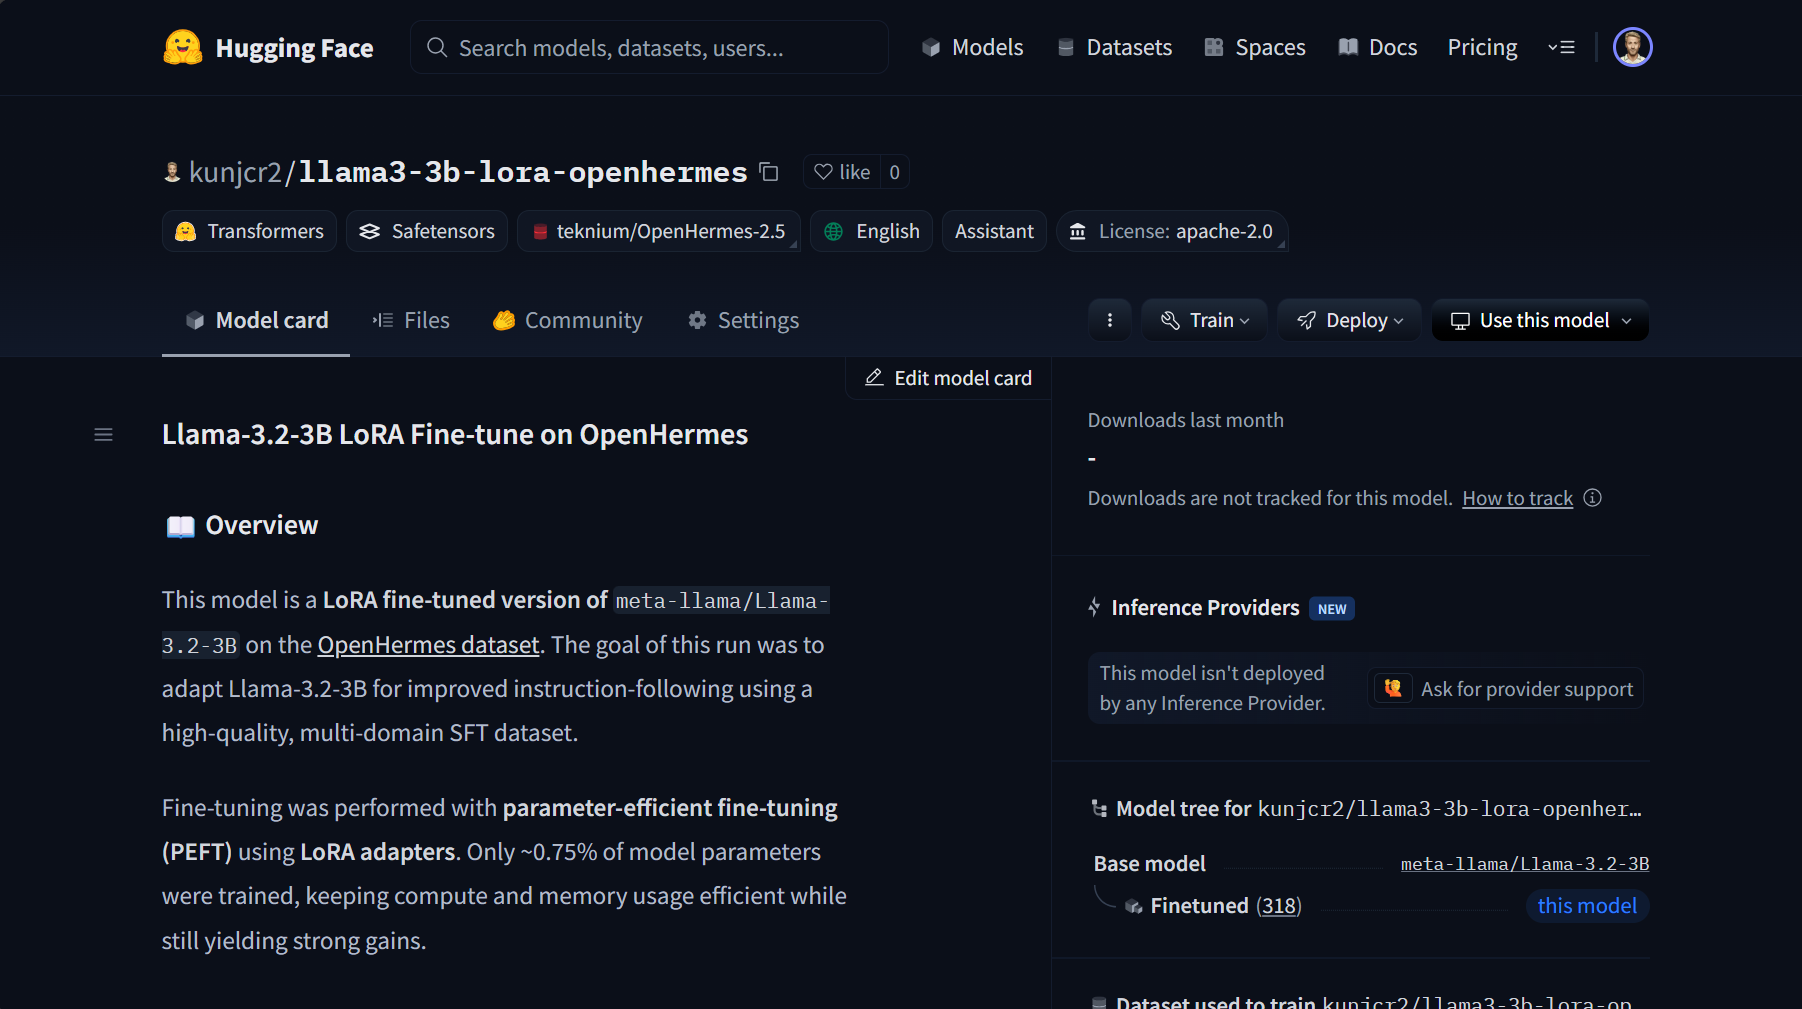 Hugging Face
Search models, datasets, users...
Models
Datasets
Spaces
Docs
Pricing
kunjcr2/llama3-3b-lora-openhermes
like 0
Transformers
Safetensors
teknium/OpenHermes-2.5
English
Assistant
License: apache-2.0
Model card
Files
Community
Settings
Train
Deploy
Use this model
Edit model card
Llama-3.2-3B LoRA Fine-tune on OpenHermes
Overview
This model is a LoRA fine-tuned version of meta-llama/Llama-
3.2-3B on the OpenHermes dataset. The goal of this run was to
adapt Llama-3.2-3B for improved instruction-following using a
high-quality, multi-domain SFT dataset.
Fine-tuning was performed with parameter-efficient fine-tuning
(PEFT) using LoRA adapters. Only ~0.75% of model parameters
were trained, keeping compute and memory usage efficient while
still yielding strong gains.
Downloads last month
-
Downloads are not tracked for this model. How to track
Inference Providers NEW
This model isn't deployed
by any Inference Provider.
Ask for provider support
Model tree for kunjcr2/llama3-3b-lora-openher…
Base model
meta-llama/Llama-3.2-3B
Finetuned (318)
this model
Dataset used to train kunjcr2/llama3-3b-lora-op…